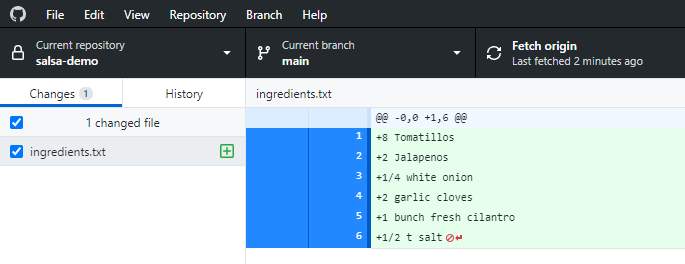 File Edit View Repository Branch Help
Current repository
salsa-demo
Current branch
main
Fetch origin
Last fetched 2 minutes ago
Changes 1
History
ingredients.txt
1 changed file
ingredients.txt
@@ -0,0 +1,6 @@
1 +8 Tomatillos
2 +2 Jalapenos
3 +1/4 white onion
4 +2 garlic cloves
5 +1 bunch fresh cilantro
6 +1/2 t salt